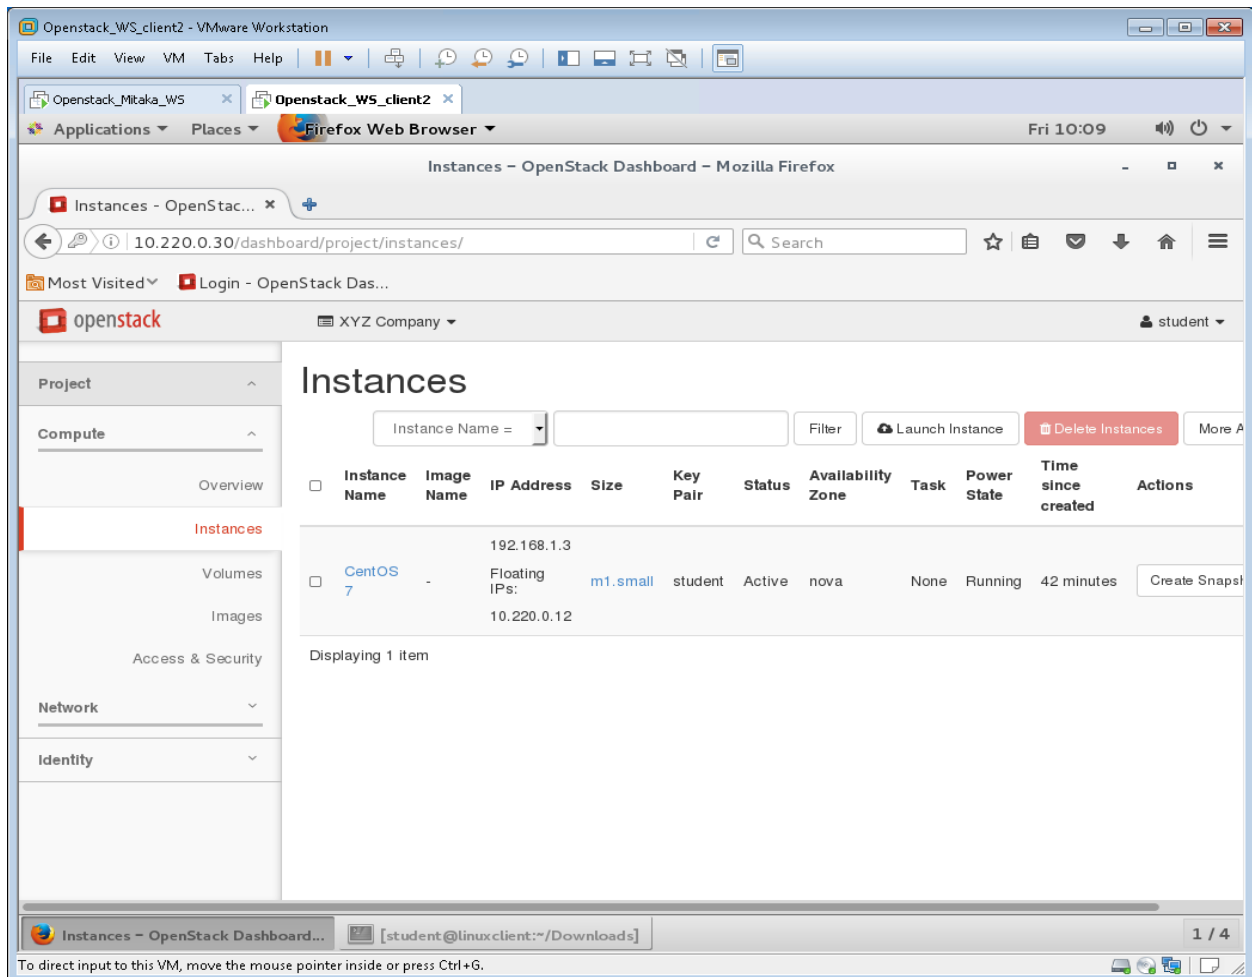 Openstack_WS_client2 - VMware Workstation
File Edit View VM Tabs Help
Openstack_Mitaka_WS Openstack_WS_client2
Applications Places Firefox Web Browser Fri 10:09
Instances – OpenStack Dashboard – Mozilla Firefox
Instances - OpenStac...
10.220.0.30/dashboard/project/instances/ Search
Most Visited Login - OpenStack Das...
openstack XYZ Company student
Project
Compute
Overview
Instances
Volumes
Images
Access & Security
Network
Identity
Instances
Instance Name = Filter Launch Instance Delete Instances More A
Instance Name Image Name IP Address Size Key Pair Status Availability Zone Task Power State Time since created Actions
CentOS 7 - 192.168.1.3 Floating IPs: 10.220.0.12 m1.small student Active nova None Running 42 minutes Create Snapsh
Displaying 1 item
Instances – OpenStack Dashboard... [student@linuxclient:~/Downloads] 1 / 4
To direct input to this VM, move the mouse pointer inside or press Ctrl+G.